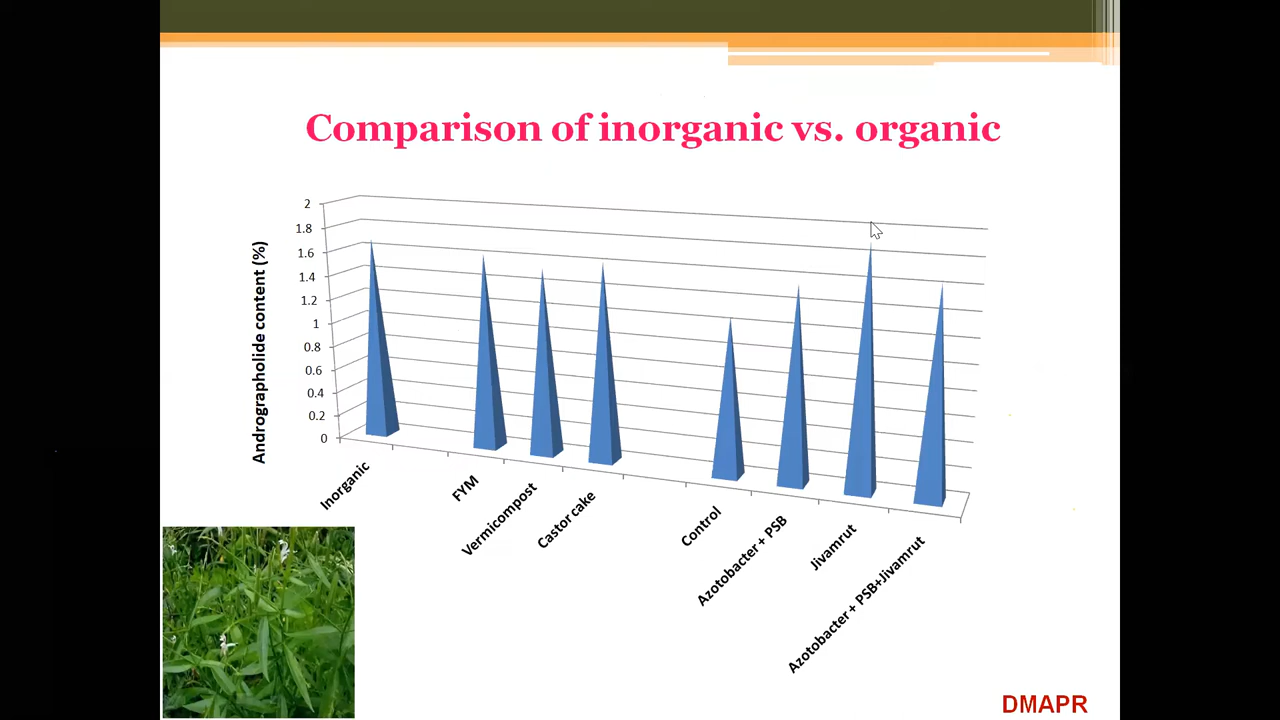 Comparison of inorganic vs. organic
Andrographolide content (%)
2
1.8
1.6
1.4
1.2
1
0.8
0.6
0.4
0.2
0
Inorganic
FYM
Vermicompost
Castor cake
Control
Azotobacter + PSB
Jivamrut
Azotobacter + PSB+Jivamrut
DMAPR